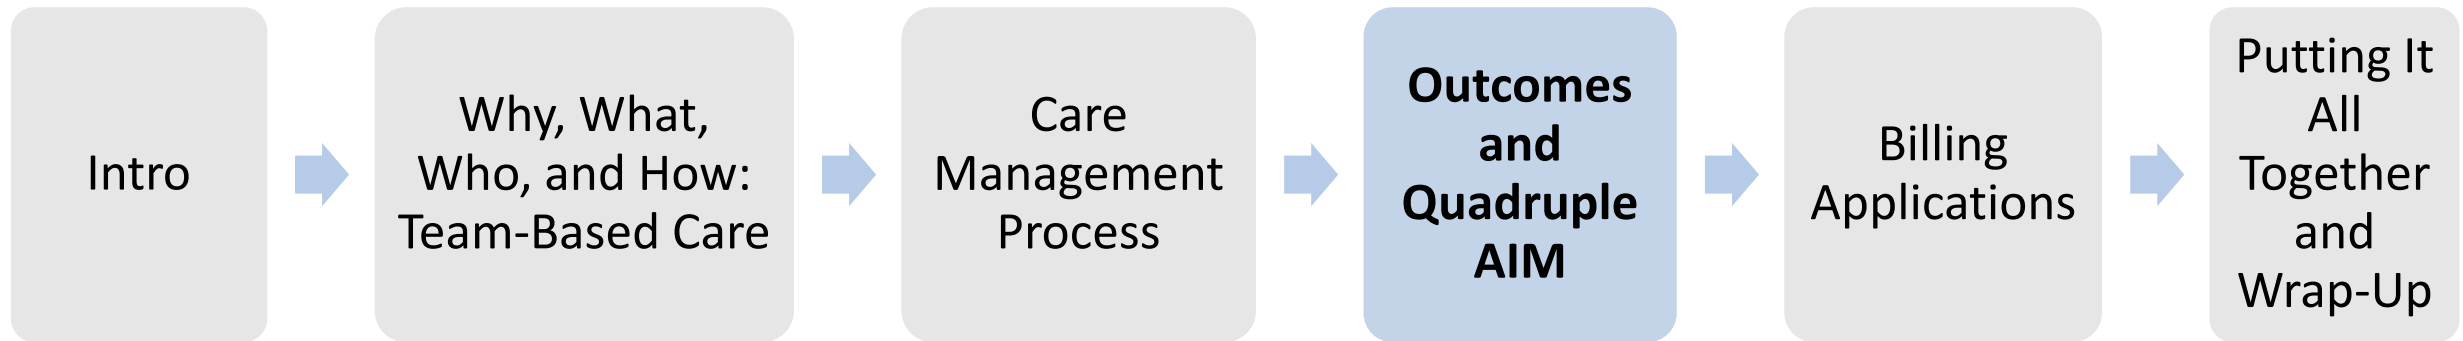 Intro
Why, What,
Who, and How:
Team-Based Care
Care
Management
Process
Outcomes
and
Quadruple
AIM
Billing
Applications
Putting It
All
Together
and
Wrap-Up